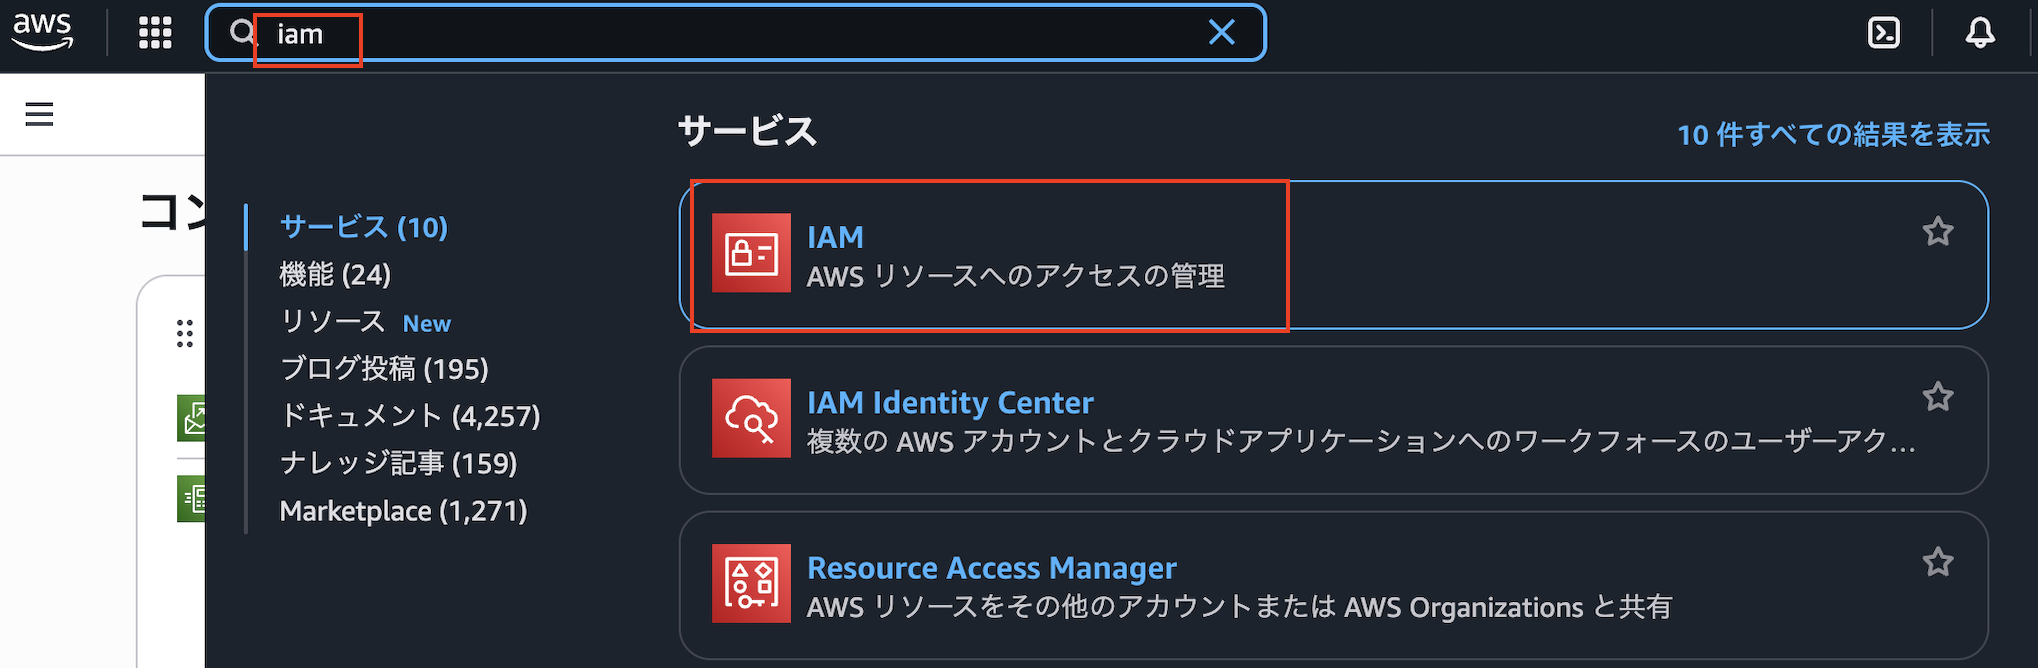 aws
iam
サービス
10 件すべての結果を表示
コン
サービス (10)
機能 (24)
リソース New
ブログ投稿 (195)
ドキュメント (4,257)
ナレッジ記事 (159)
Marketplace (1,271)
IAM
AWS リソースへのアクセスの管理
IAM Identity Center
複数の AWS アカウントとクラウドアプリケーションへのワークフォースのユーザーアク...
Resource Access Manager
AWS リソースをその他のアカウントまたは AWS Organizations と共有